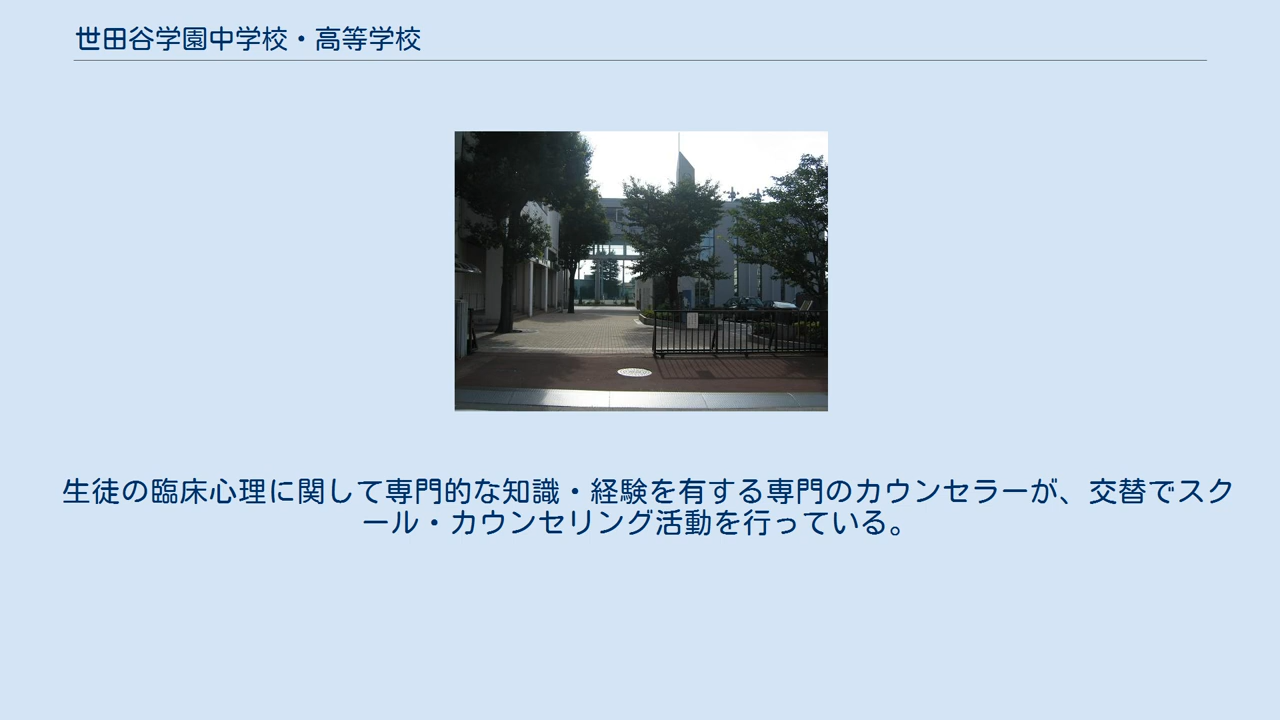 世田谷学園中学校・高等学校
生徒の臨床心理に関して専門的な知識・経験を有する専門のカウンセラーが、交替でスク
ール・カウンセリング活動を行っている。